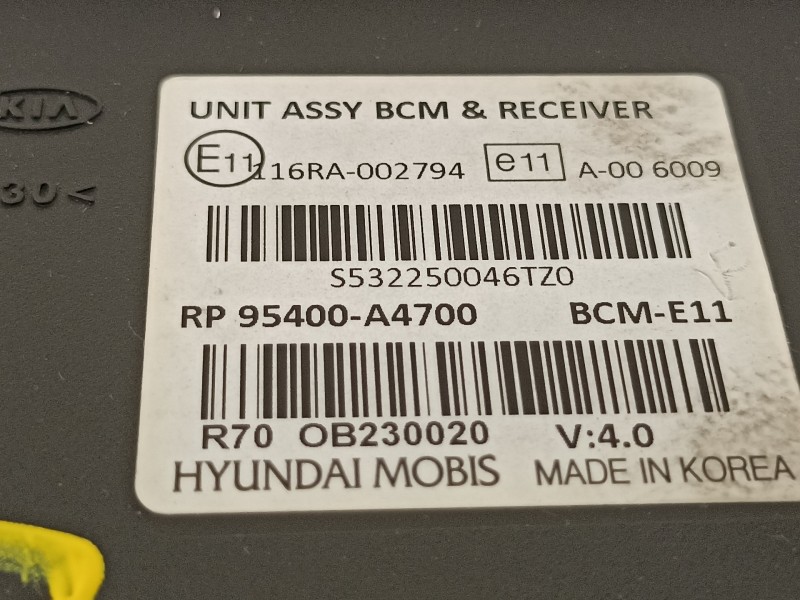 UNIT ASSY BCM & RECEIVER
KIA
E11 116RA-002794 e11 A-00 6009
30<
S532250046TZ0
RP 95400-A4700 BCM-E11
R70 OB230020 V:4.0
HYUNDAI MOBIS MADE IN KOREA